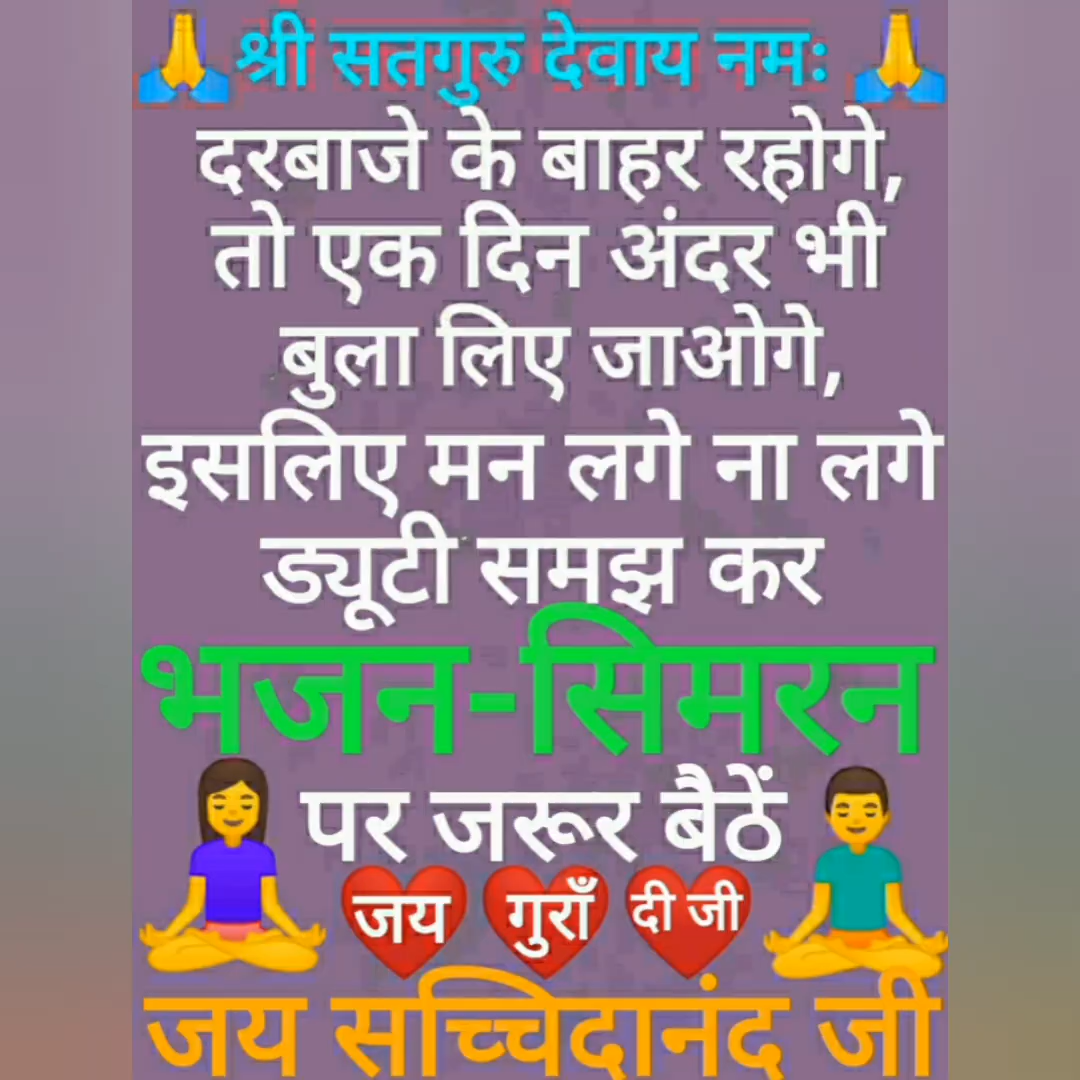 श्री सतगुरु देवाय नमः
दरबाजे के बाहर रहोगे,
तो एक दिन अंदर भी
बुला लिए जाओगे,
इसलिए मन लगे ना लगे
ड्यूटी समझ कर
भजन-सिमरन
पर जरूर बैठें
जय गुराँ दी जी
जय सच्चिदानंद जी